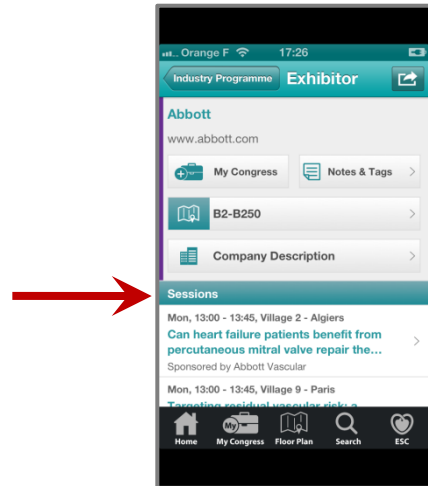 Orange F 17:26
Industry Programme Exhibitor
Abbott
www.abbott.com
My Congress Notes & Tags
B2-B250
Company Description
Sessions
Mon, 13:00 - 13:45, Village 2 - Algiers
Can heart failure patients benefit from
percutaneous mitral valve repair the...
Sponsored by Abbott Vascular
Mon, 13:00 - 13:45, Village 9 - Paris
Targeting residual vascular risk: a
My
Home My Congress Floor Plan Search ESC